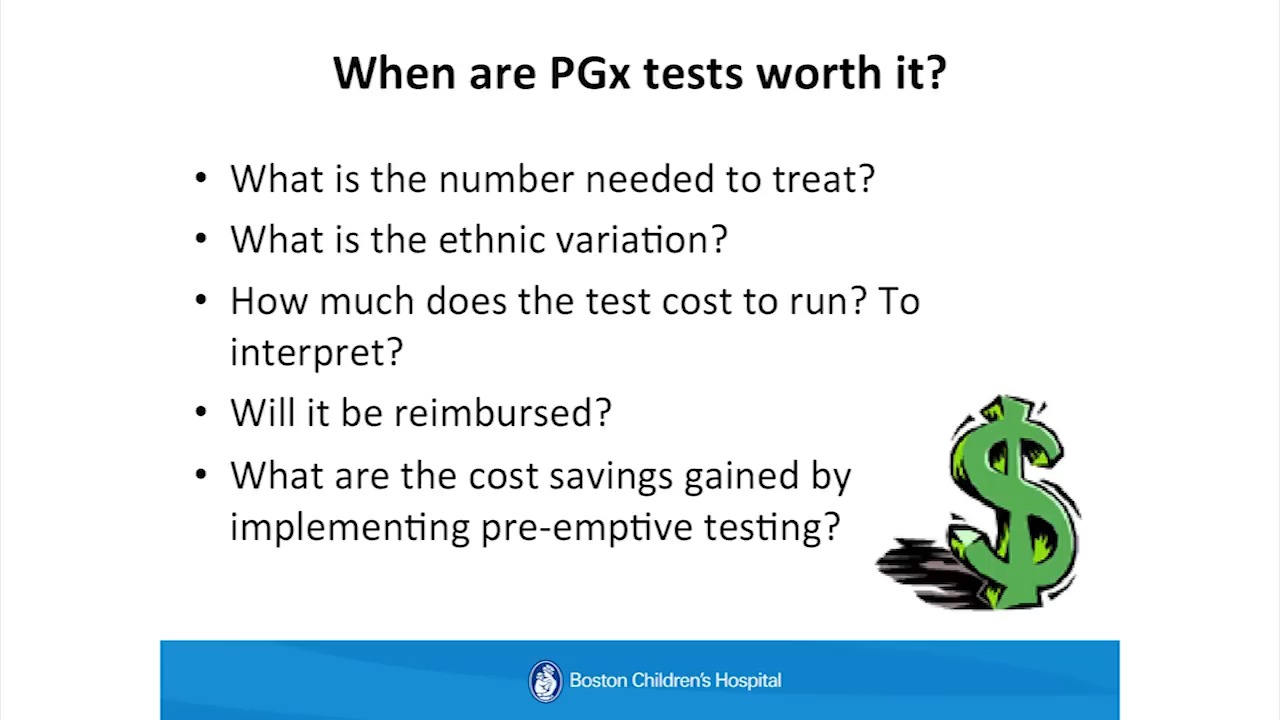 When are PGx tests worth it?
• What is the number needed to treat?
• What is the ethnic variation?
• How much does the test cost to run? To
interpret?
• Will it be reimbursed?
• What are the cost savings gained by
implementing pre-emptive testing?
Boston Children's Hospital